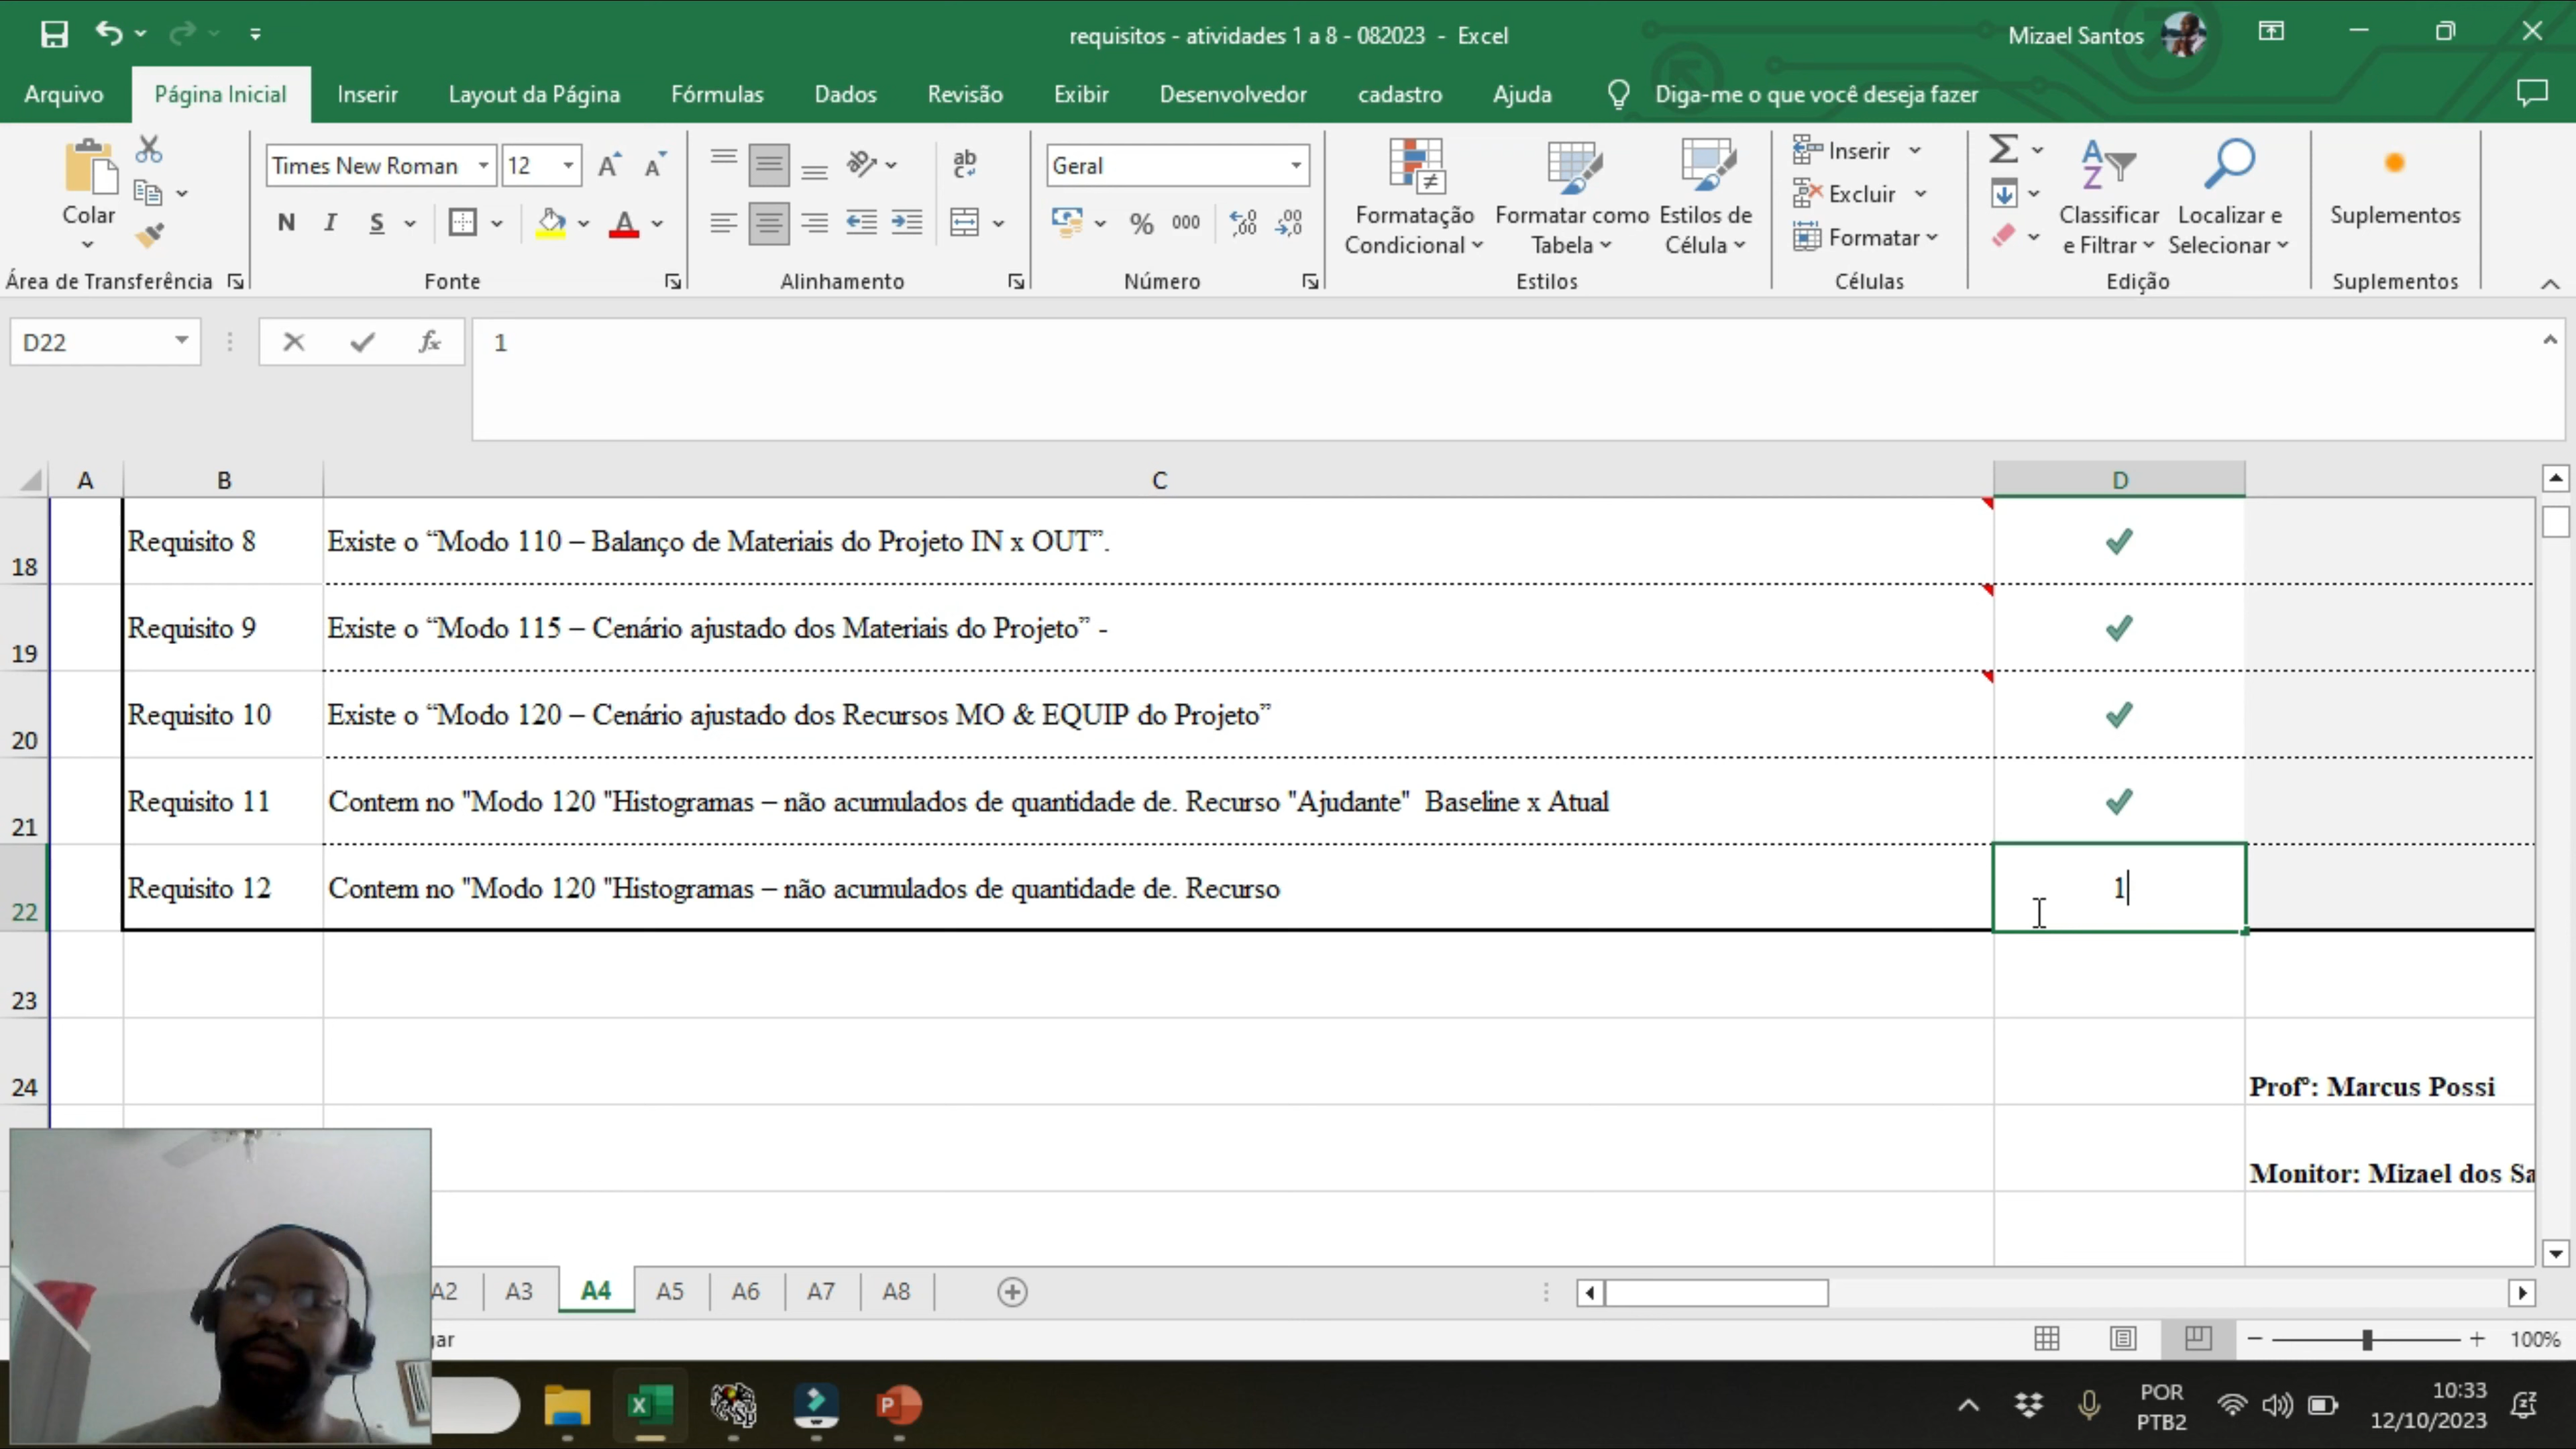 requisitos - atividades 1 a 8 - 082023 - Excel
Mizael Santos
Arquivo Página Inicial Inserir Layout da Página Fórmulas Dados Revisão Exibir Desenvolvedor cadastro Ajuda Diga-me o que você deseja fazer
Colar
Área de Transferência
Times New Roman 12
N I S
Fonte
Alinhamento
Geral
% 000
Número
Formatação Condicional
Formatar como Tabela
Estilos de Célula
Estilos
Inserir
Excluir
Formatar
Células
Classificar e Filtrar
Localizar e Selecionar
Edição
Suplementos
Suplementos
D22 fx 1
A B C D
18 Requisito 8 Existe o “Modo 110 – Balanço de Materiais do Projeto IN x OUT”.
19 Requisito 9 Existe o “Modo 115 – Cenário ajustado dos Materiais do Projeto” -
20 Requisito 10 Existe o “Modo 120 – Cenário ajustado dos Recursos MO & EQUIP do Projeto”
21 Requisito 11 Contem no "Modo 120 "Histogramas – não acumulados de quantidade de. Recurso "Ajudante" Baseline x Atual
22 Requisito 12 Contem no "Modo 120 "Histogramas – não acumulados de quantidade de. Recurso 1
23
24 Profº: Marcus Possi
Monitor: Mizael dos
A2 A3 A4 A5 A6 A7 A8
100%
POR
PTB2
10:33
12/10/2023